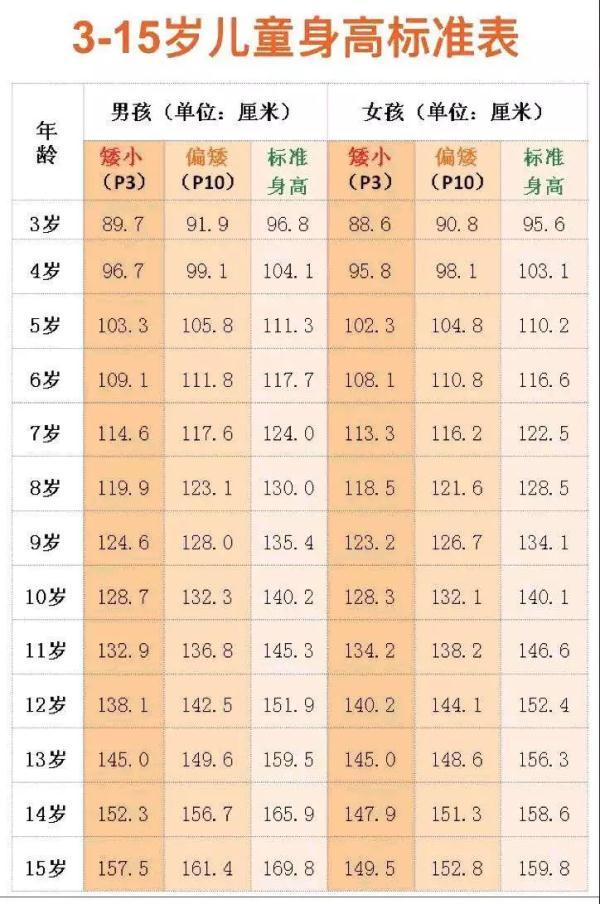 3-15岁儿童身高标准表
年龄 男孩（单位：厘米） 女孩（单位：厘米）
矮小（P3） 偏矮（P10） 标准身高 矮小（P3） 偏矮（P10） 标准身高
3岁 89.7 91.9 96.8 88.6 90.8 95.6
4岁 96.7 99.1 104.1 95.8 98.1 103.1
5岁 103.3 105.8 111.3 102.3 104.8 110.2
6岁 109.1 111.8 117.7 108.1 110.8 116.6
7岁 114.6 117.6 124.0 113.3 116.2 122.5
8岁 119.9 123.1 130.0 118.5 121.6 128.5
9岁 124.6 128.0 135.4 123.2 126.7 134.1
10岁 128.7 132.3 140.2 128.3 132.1 140.1
11岁 132.9 136.8 145.3 134.2 138.2 146.6
12岁 138.1 142.5 151.9 140.2 144.1 152.4
13岁 145.0 149.6 159.5 145.0 148.6 156.3
14岁 152.3 156.7 165.9 147.9 151.3 158.6
15岁 157.5 161.4 169.8 149.5 152.8 159.8